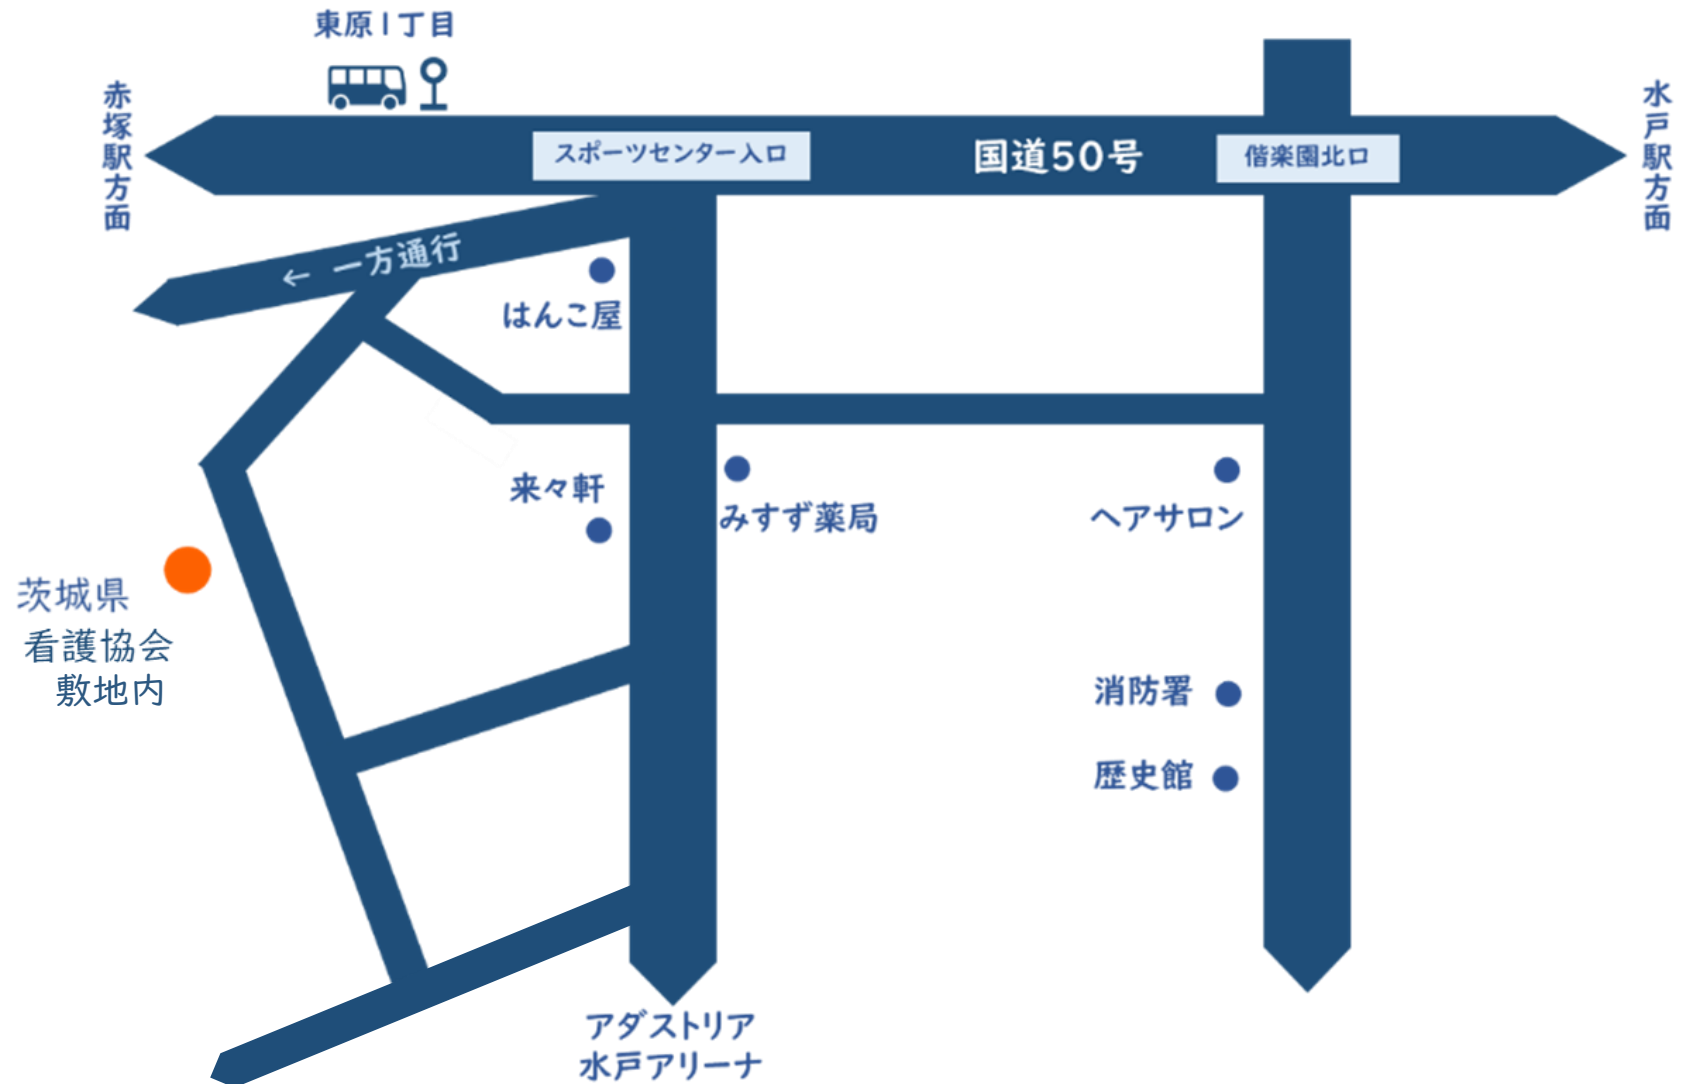 東原1丁目
赤塚駅方面
水戸駅方面
スポーツセンター入口
国道50号
偕楽園北口
← 一方通行
はんこ屋
来々軒
みすず薬局
ヘアサロン
茨城県
看護協会
敷地内
消防署
歴史館
アダストリア
水戸アリーナ